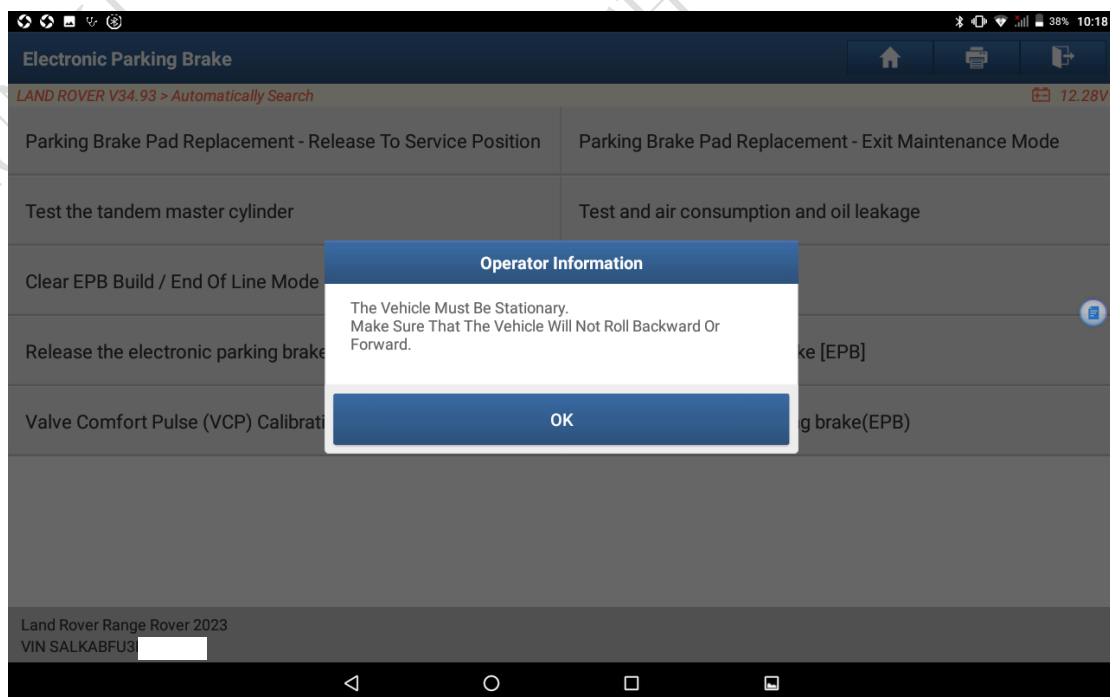 38% 10:18
Electronic Parking Brake
LAND ROVER V34.93 > Automatically Search
12.28V
Parking Brake Pad Replacement - Release To Service Position
Parking Brake Pad Replacement - Exit Maintenance Mode
Test the tandem master cylinder
Test and air consumption and oil leakage
Operator Information
Clear EPB Build / End Of Line Mode
The Vehicle Must Be Stationary.
Make Sure That The Vehicle Will Not Roll Backward Or
Forward.
Release the electronic parking brake
[EPB]
OK
Valve Comfort Pulse (VCP)
brake(EPB)
Land Rover Range Rover 2023
VIN SALKABFU3